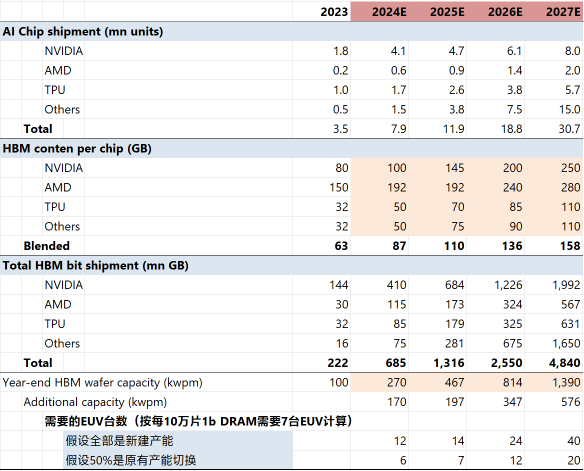 2023 2024E 2025E 2026E 2027E
AI Chip shipment (mn units)
NVIDIA 1.8 4.1 4.7 6.1 8.0
AMD 0.2 0.6 0.9 1.4 2.0
TPU 1.0 1.7 2.6 3.8 5.7
Others 0.5 1.5 3.8 7.5 15.0
Total 3.5 7.9 11.9 18.8 30.7
HBM conten per chip (GB)
NVIDIA 80 100 145 200 250
AMD 150 192 192 240 280
TPU 32 50 70 85 110
Others 32 50 75 90 110
Blended 63 87 110 136 158
Total HBM bit shipment (mn GB)
NVIDIA 144 410 684 1,226 1,992
AMD 30 115 173 324 567
TPU 32 85 179 325 631
Others 16 75 281 675 1,650
Total 222 685 1,316 2,550 4,840
Year-end HBM wafer capacity (kwpm) 100 270 467 814 1,390
Additional capacity (kwpm) 170 197 347 576
需要的EUV台数（按每10万片1b DRAM需要7台EUV计算）
假设全部是新建产能 12 14 24 40
假设50%是原有产能切换 6 7 12 20